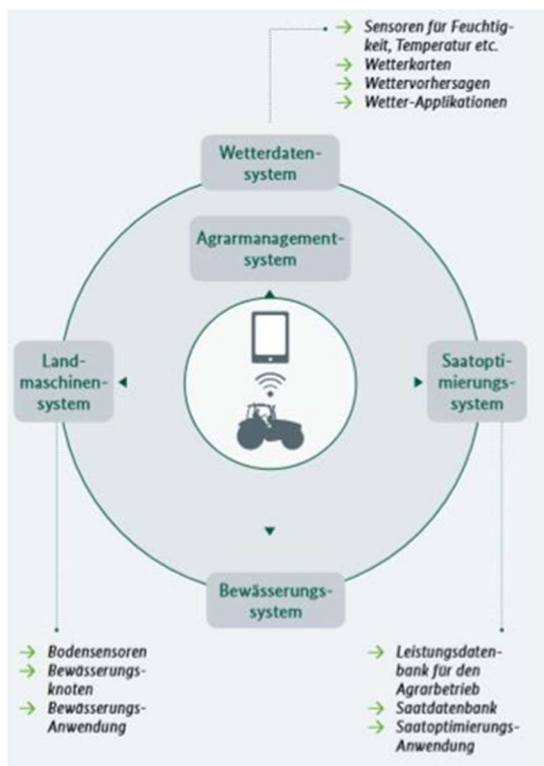 → Sensoren für Feuchtig-
keit, Temperatur etc.
→ Wetterkarten
→ Wettervorhersagen
→ Wetter-Applikationen
Wetterdaten-
system
Agrarmanagement-
system
Land-
maschinen-
system
Saatopti-
mierungs-
system
Bewässerungs-
system
→ Bodensensoren
→ Bewässerungs-
knoten
→ Bewässerungs-
Anwendung
→ Leistungsdaten-
bank für den
Agrarbetrieb
→ Saatdatenbank
→ Saatoptimierungs-
Anwendung